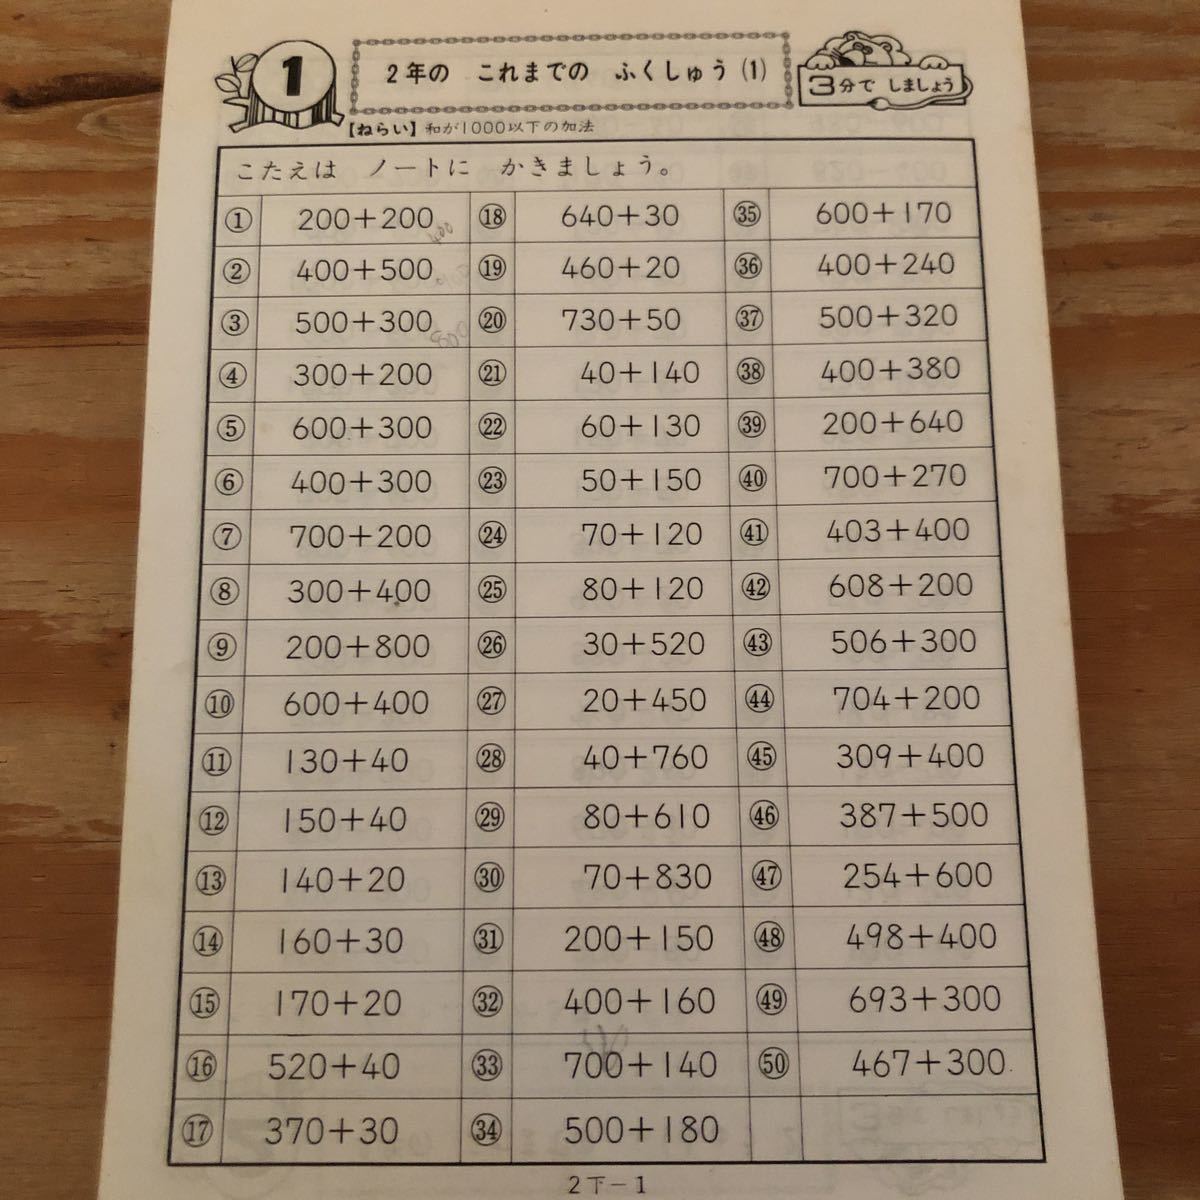 1
2年の これまでの ふくしゅう(1)
3分で しましょう
【ねらい】和が1000以下の加法
こたえは ノートに かきましょう。
① 200+200 400 ⑱ 640+30 ㉟ 600+170
② 400+500 ⑲ 460+20 ㊱ 400+240
③ 500+300 800 ⑳ 730+50 ㊲ 500+320
④ 300+200 ㉑ 40+140 ㊳ 400+380
⑤ 600+300 ㉒ 60+130 ㊴ 200+640
⑥ 400+300 ㉓ 50+150 ㊵ 700+270
⑦ 700+200 ㉔ 70+120 ㊶ 403+400
⑧ 300+400 ㉕ 80+120 ㊷ 608+200
⑨ 200+800 ㉖ 30+520 ㊸ 506+300
⑩ 600+400 ㉗ 20+450 ㊹ 704+200
⑪ 130+40 ㉘ 40+760 ㊺ 309+400
⑫ 150+40 ㉙ 80+610 ㊻ 387+500
⑬ 140+20 ㉚ 70+830 ㊼ 254+600
⑭ 160+30 ㉛ 200+150 ㊽ 498+400
⑮ 170+20 ㉜ 400+160 ㊾ 693+300
⑯ 520+40 ㉝ 700+140 ㊿ 467+300
⑰ 370+30 ㉞ 500+180
2下-1